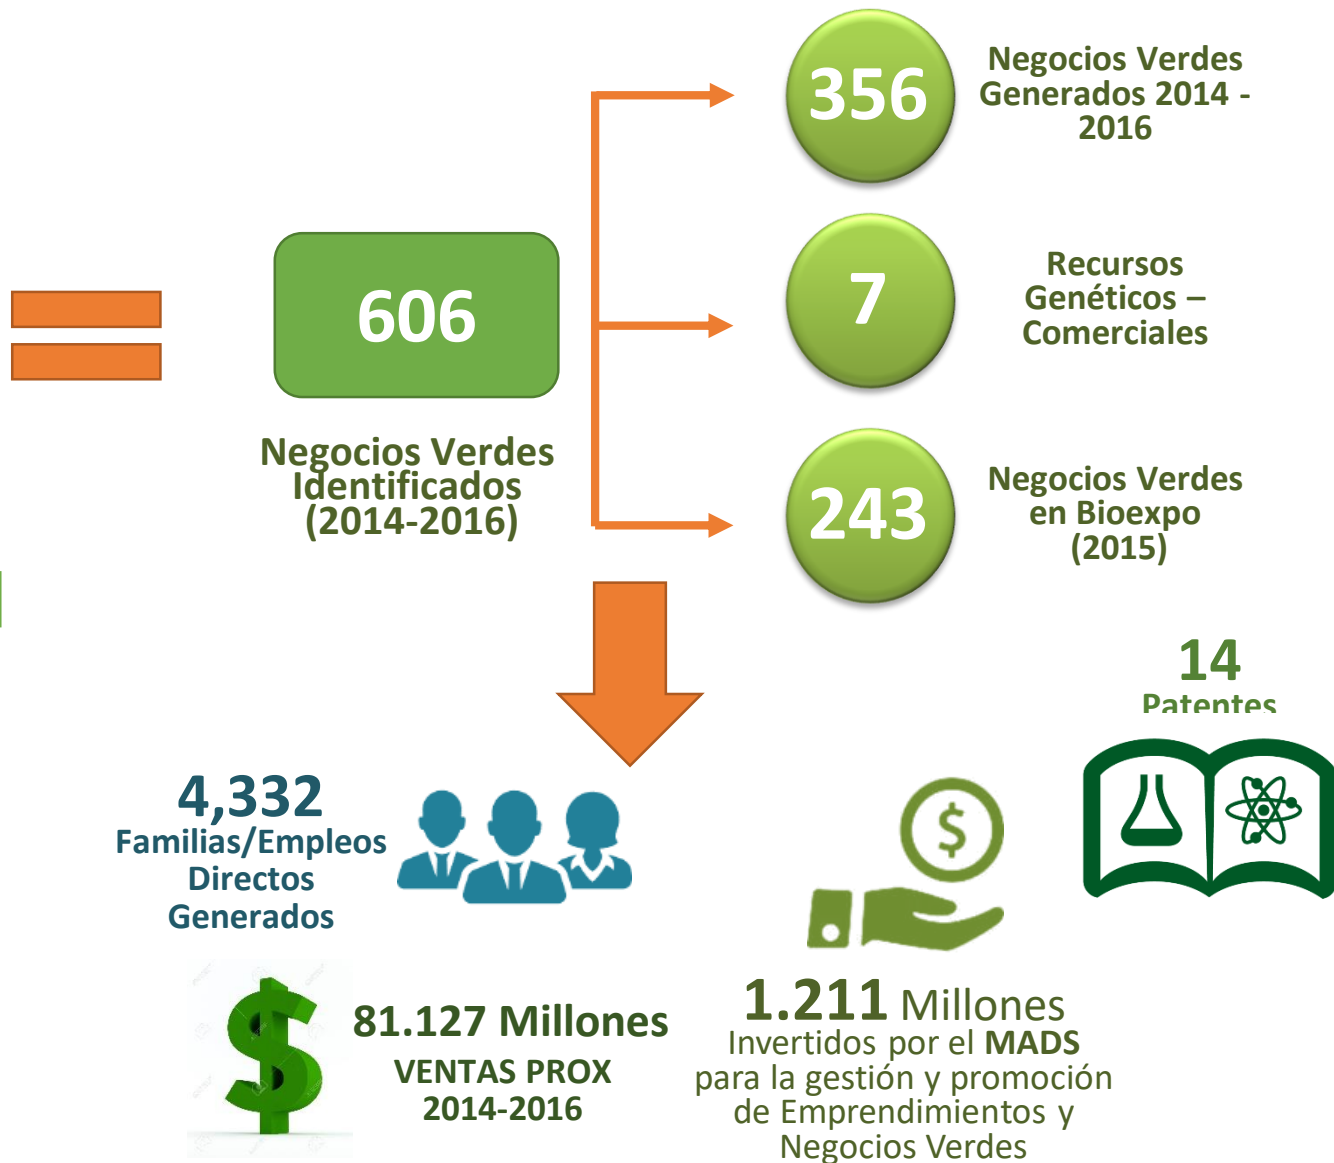 356
Negocios Verdes
Generados 2014 -
2016
606
Negocios Verdes
Identificados
(2014-2016)
7
Recursos
Genéticos –
Comerciales
243
Negocios Verdes
en Bioexpo
(2015)
14
Patentes
4,332
Familias/Empleos
Directos
Generados
81.127 Millones
VENTAS PROX
2014-2016
1.211 Millones
Invertidos por el MADS
para la gestión y promoción
de Emprendimientos y
Negocios Verdes